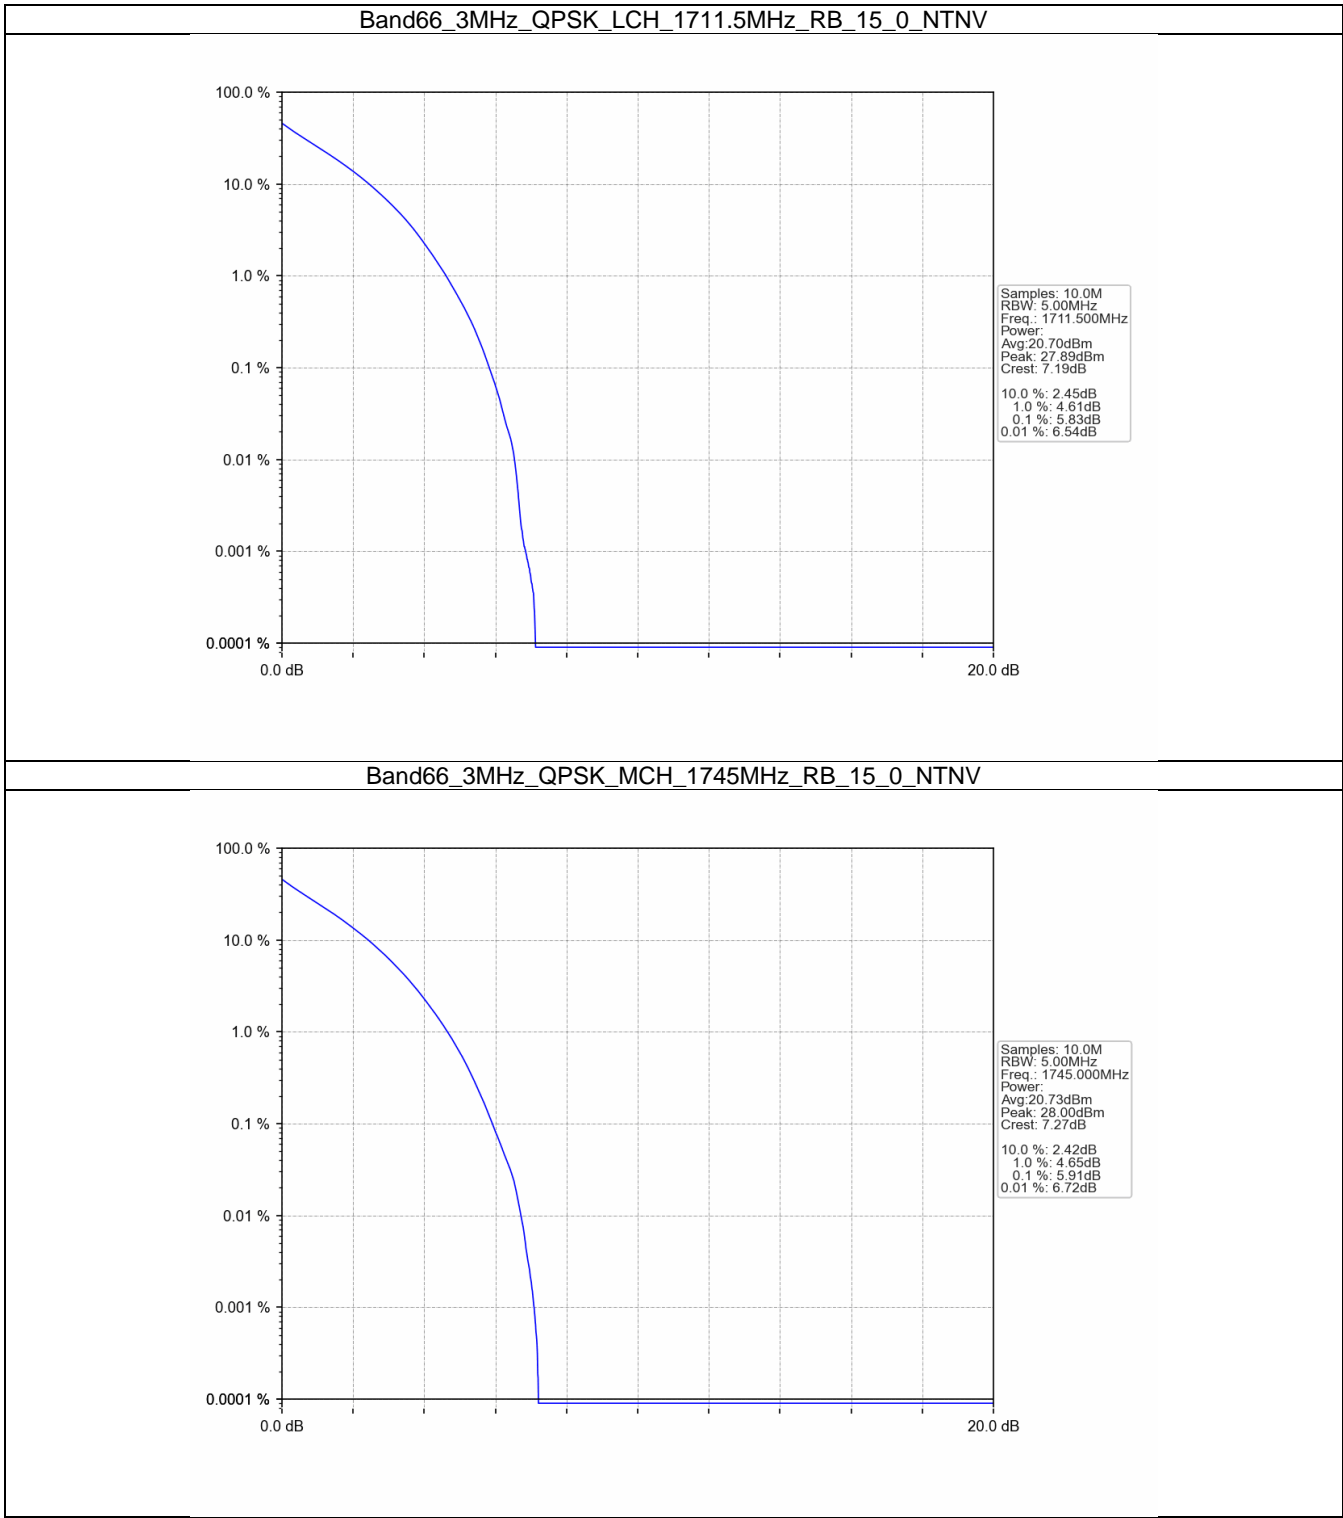 Band66_3MHz_QPSK_LCH_1711.5MHz_RB_15_0_NTNV
100.0 %
10.0 %
1.0 %
0.1 %
0.01 %
0.001 %
0.0001 %
0.0 dB
20.0 dB
Samples: 10.0M
RBW: 5.00MHz
Freq.: 1711.500MHz
Power:
Avg:20.70dBm
Peak: 27.89dBm
Crest: 7.19dB
10.0 %: 2.45dB
1.0 %: 4.61dB
0.1 %: 5.83dB
0.01 %: 6.54dB
Band66_3MHz_QPSK_MCH_1745MHz_RB_15_0_NTNV
100.0 %
10.0 %
1.0 %
0.1 %
0.01 %
0.001 %
0.0001 %
0.0 dB
20.0 dB
Samples: 10.0M
RBW: 5.00MHz
Freq.: 1745.000MHz
Power:
Avg:20.73dBm
Peak: 28.00dBm
Crest: 7.27dB
10.0 %: 2.42dB
1.0 %: 4.65dB
0.1 %: 5.91dB
0.01 %: 6.72dB